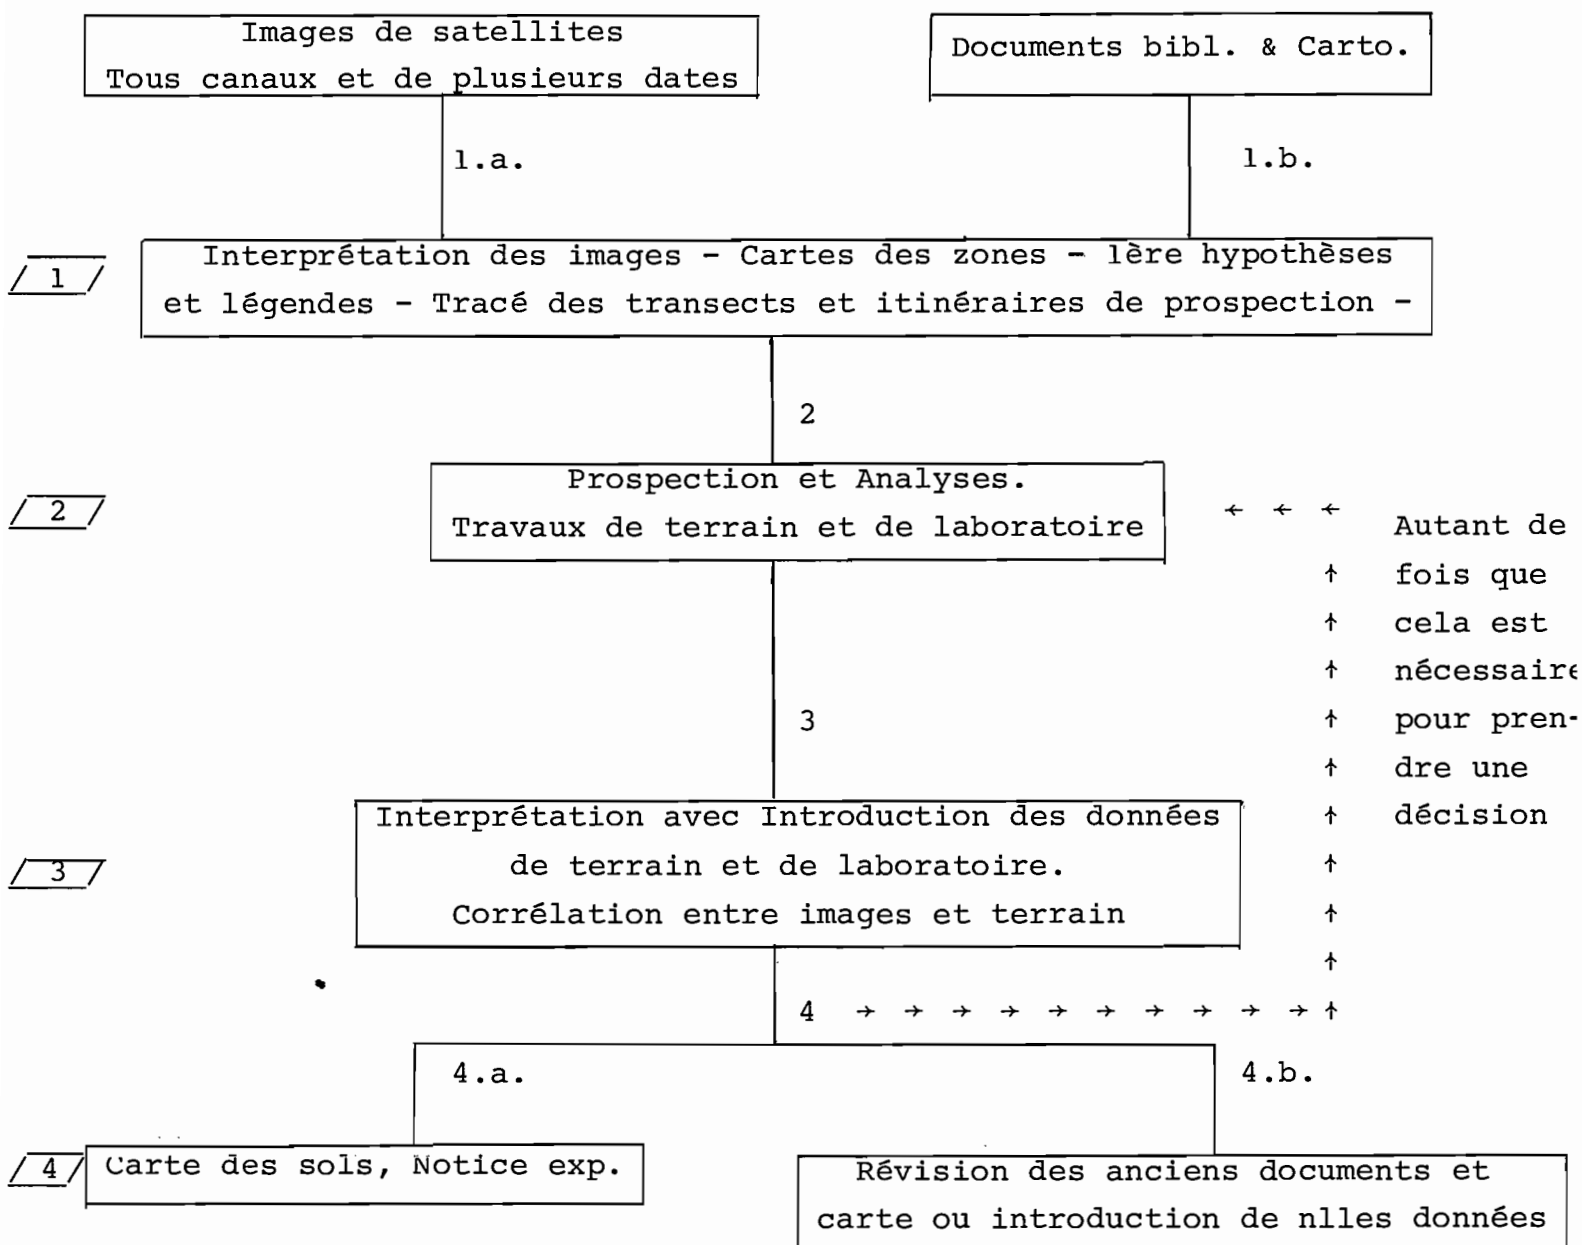 Images de satellites
Tous canaux et de plusieurs dates
Documents bibl. & Carto.
1.a.
1.b.
1
Interprétation des images - Cartes des zones - 1ère hypothèses
et légendes - Tracé des transects et itinéraires de prospection -
2
2
Prospection et Analyses.
Travaux de terrain et de laboratoire
Autant de
fois que
cela est
nécessaire
pour pren-
dre une
décision
3
3
Interprétation avec Introduction des données
de terrain et de laboratoire.
Corrélation entre images et terrain
4
4.a.
4.b.
4
Carte des sols, Notice exp.
Révision des anciens documents et
carte ou introduction de nlles données